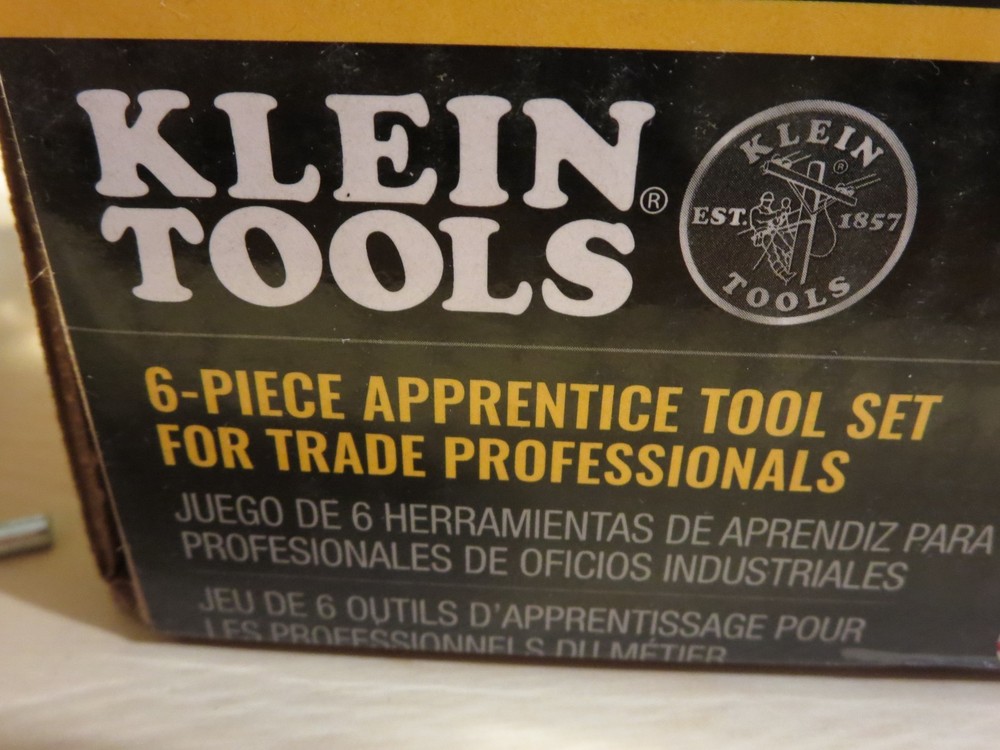 KLEIN
TOOLS®
KLEIN
®
EST. 1857
TOOLS
6-PIECE APPRENTICE TOOL SET
FOR TRADE PROFESSIONALS
JUEGO DE 6 HERRAMIENTAS DE APRENDIZ PARA
PROFESIONALES DE OFICIOS INDUSTRIALES
JEU DE 6 OUTILS D'APPRENTISSAGE POUR
LES PROFESSIONNELS DU MÉTIER